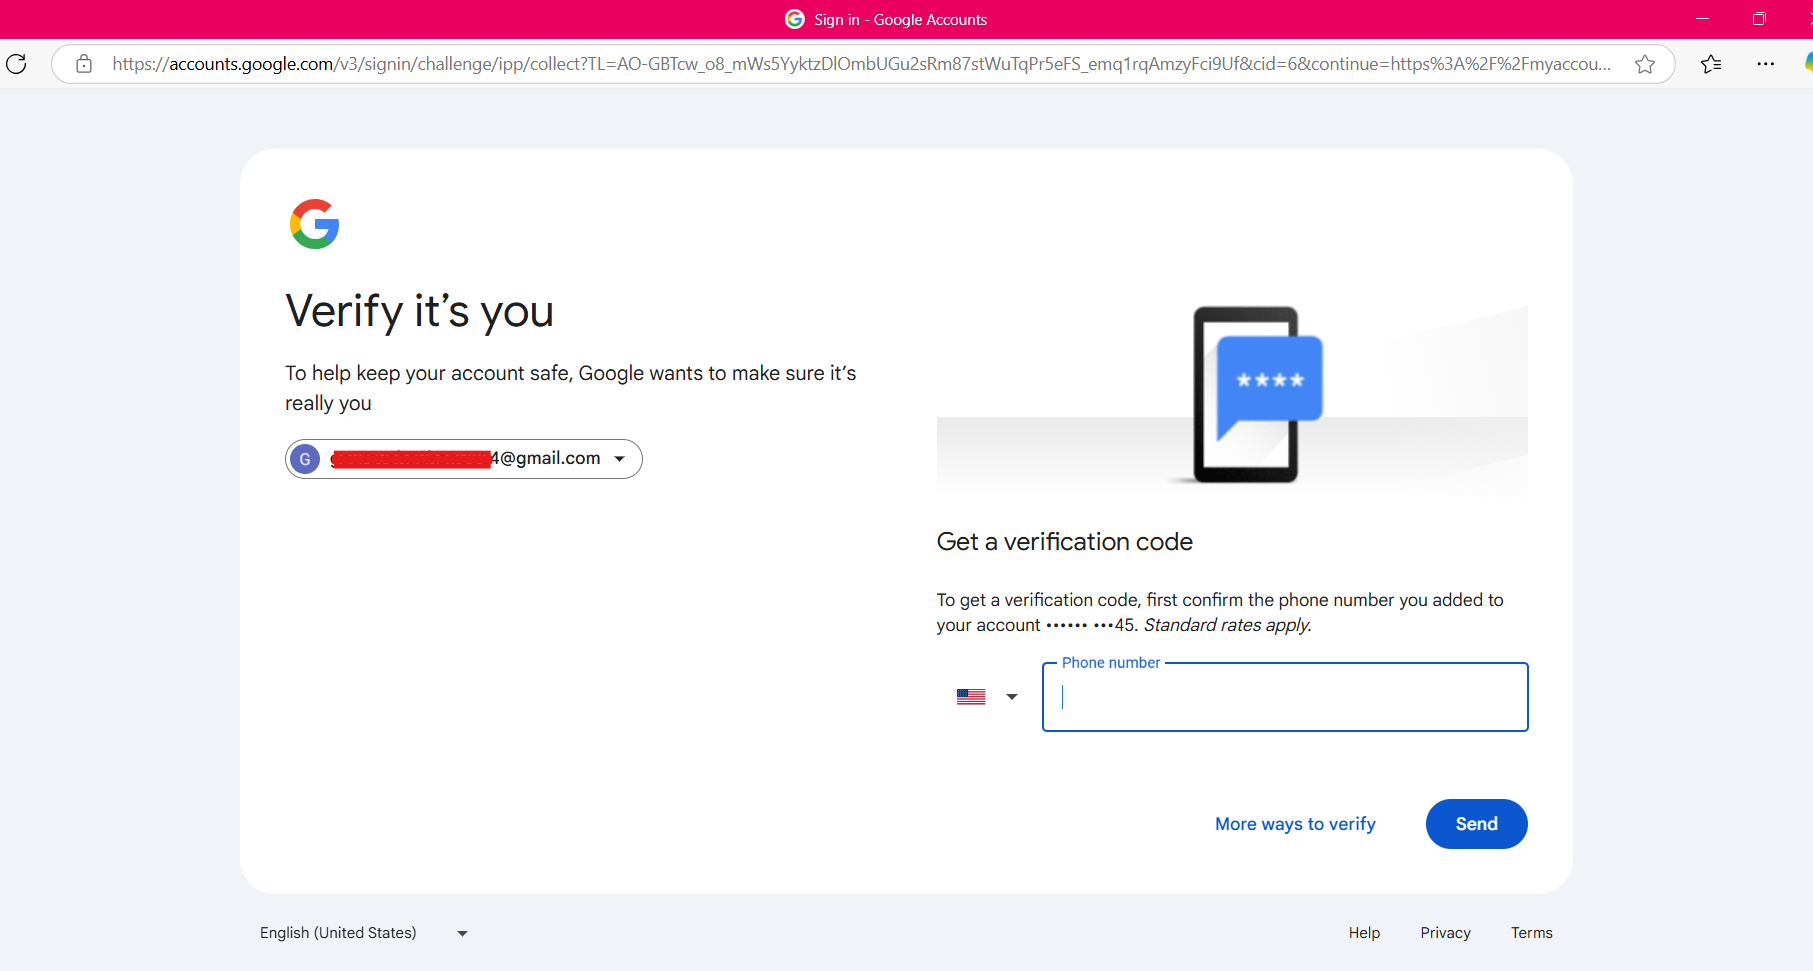 Sign in - Google Accounts
https://accounts.google.com/v3/signin/challenge/ipp/collect?TL=AO-GBTcw_o8_mWs5YyktzDlOmbUGu2sRm87stWuTqPr5eFS_emq1rqAmzyFci9Uf&cid=6&continue=https%3A%2F%2Fmyaccou...
Verify it's you
To help keep your account safe, Google wants to make sure it's
really you
G
4@gmail.com
****
Get a verification code
To get a verification code, first confirm the phone number you added to
your account •••••• •••45. Standard rates apply.
Phone number
More ways to verify
Send
English (United States)
Help
Privacy
Terms